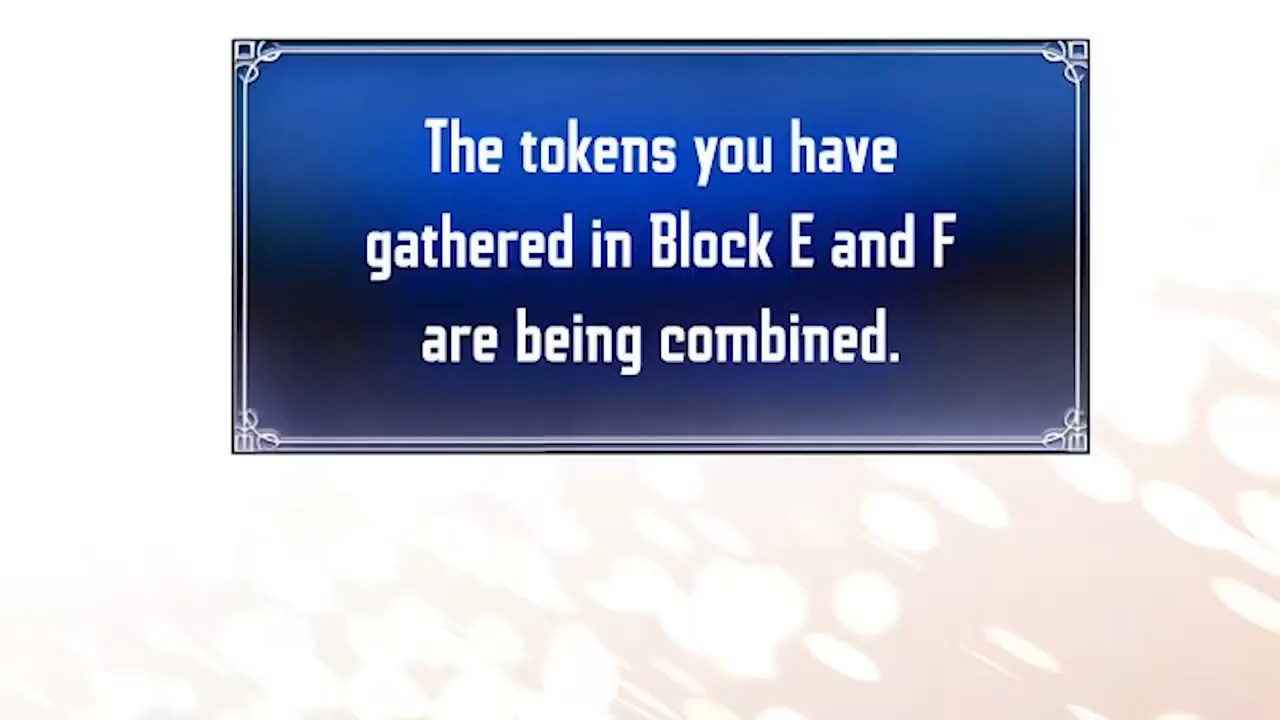 The tokens you have
gathered in Block E and F
are being combined.